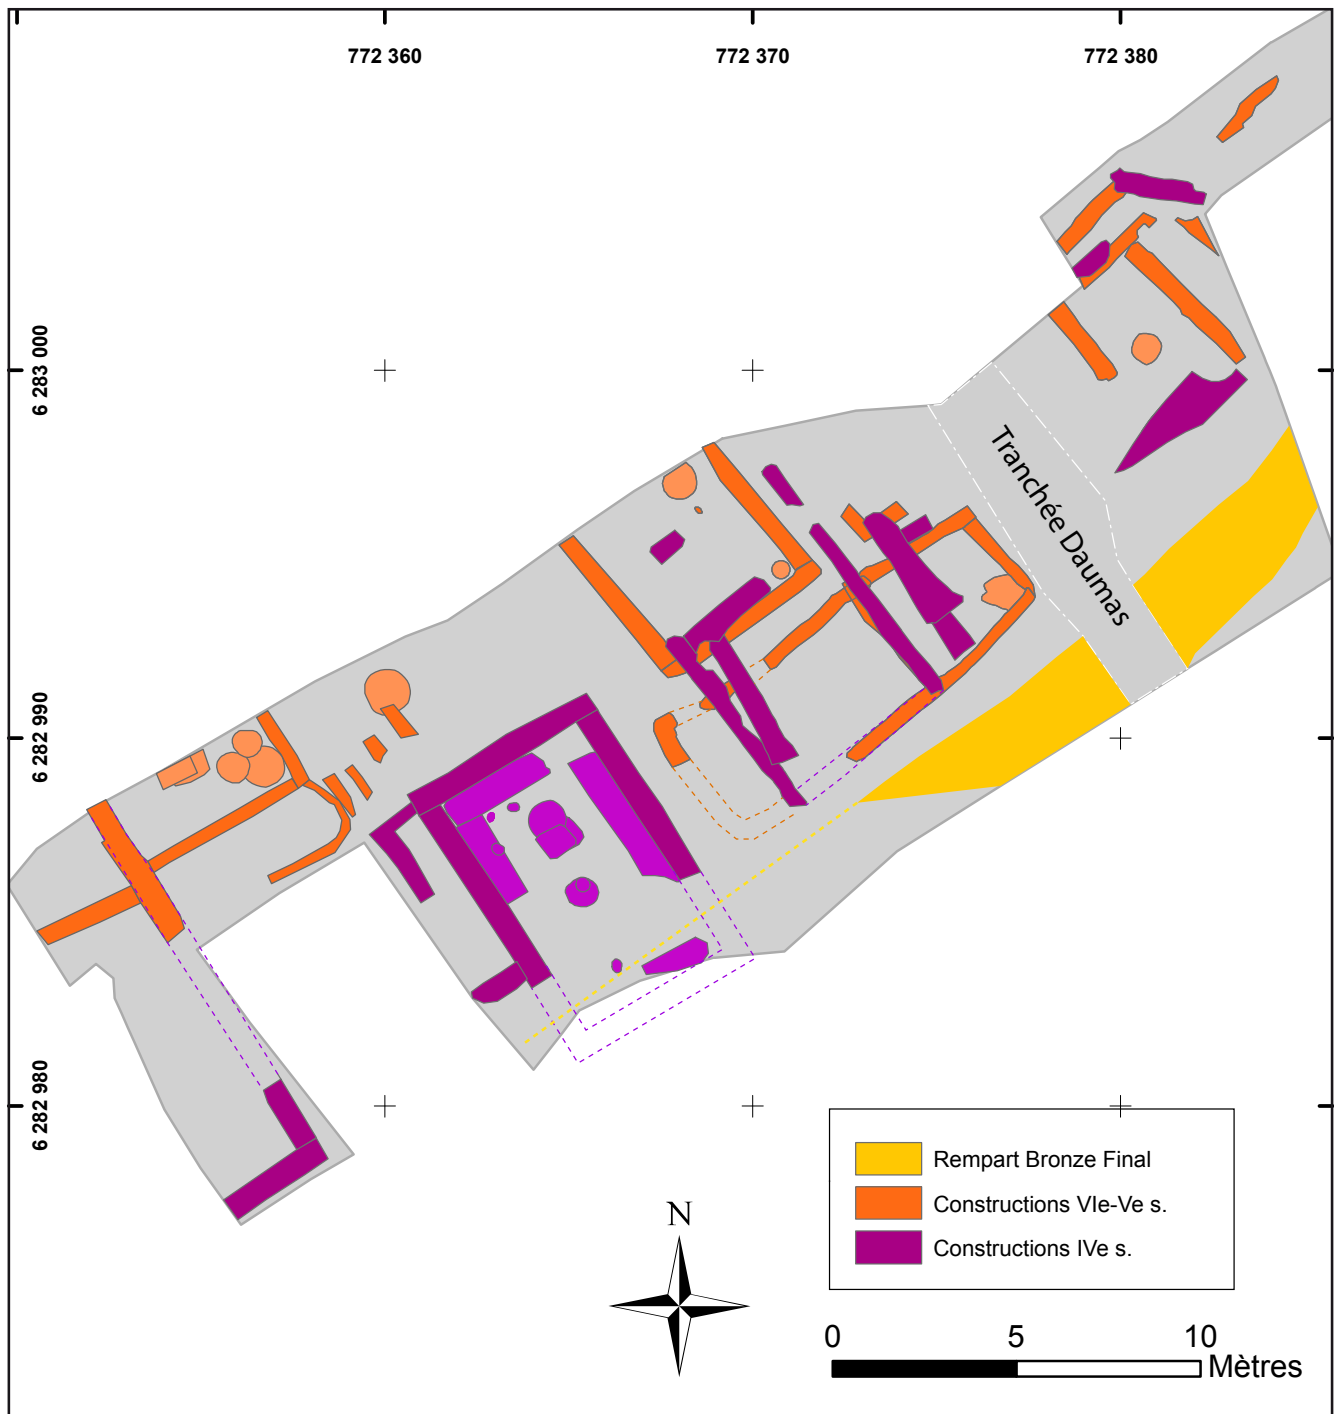 772 360
772 370
772 380
6 283 000
6 282 990
6 282 980
Tranchée Daumas
Rempart Bronze Final
Constructions VIe-Ve s.
Constructions IVe s.
N
0 5 10
Mètres